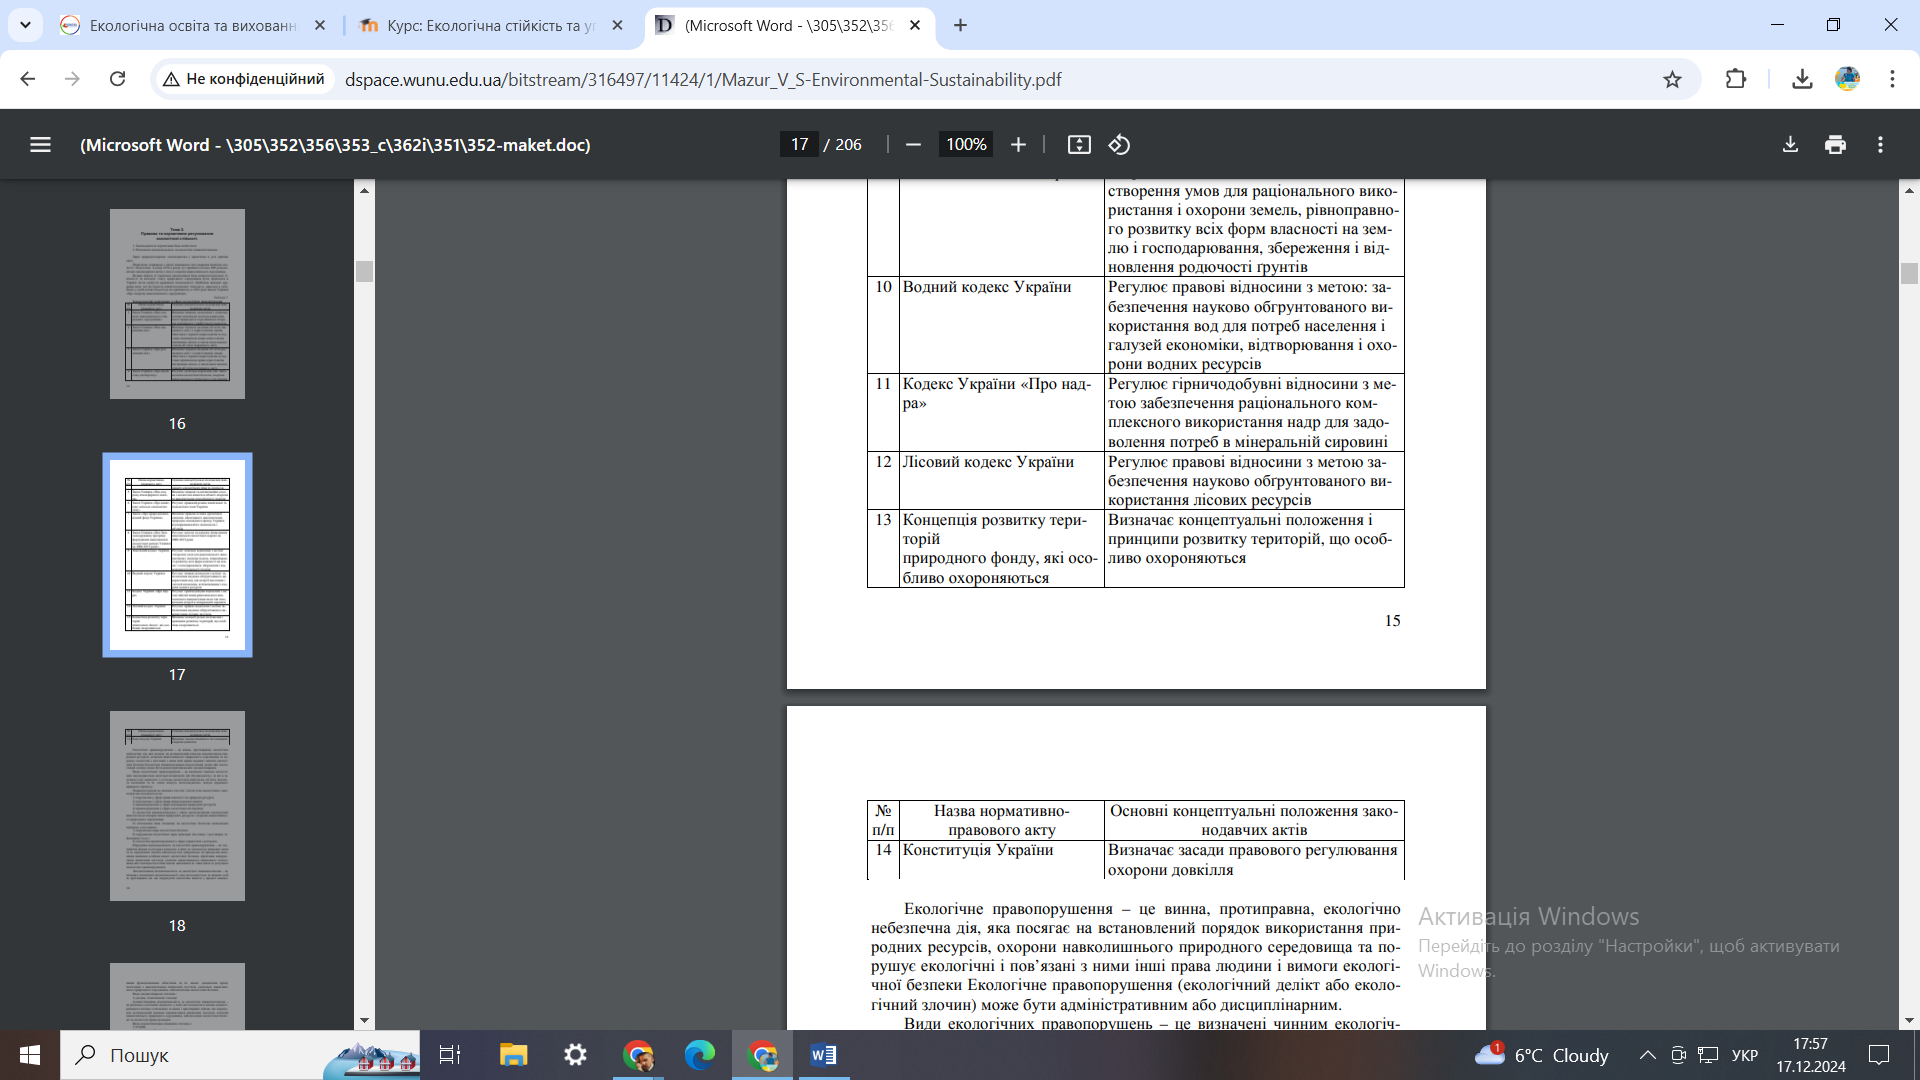 Екологічна освіта та вихованн
Курс: Екологічна стійкість та уп
(Microsoft Word - \305\352\356
Не конфіденційний
dspace.wunu.edu.ua/bitstream/316497/11424/1/Mazur_V_S-Environmental-Sustainability.pdf
(Microsoft Word - \305\352\356\353_c\362i\351\352-maket.doc)
17 / 206
100%
16
17
18
створення умов для раціонального вико-
ристання і охорони земель, рівноправно-
го розвитку всіх форм власності на зем-
лю і господарювання, збереження і від-
новлення родючості ґрунтів
10 Водний кодекс України Регулює правові відносини з метою: за-
безпечення науково обґрунтованого ви-
користання вод для потреб населення і
галузей економіки, відтворювання і охо-
рони водних ресурсів
11 Кодекс України «Про над- Регулює гірничодобувні відносини з ме-
ра» тою забезпечення раціонального ком-
плексного використання надр для задо-
волення потреб в мінеральній сировині
12 Лісовий кодекс України Регулює правові відносини з метою за-
безпечення науково обґрунтованого ви-
користання лісових ресурсів
13 Концепція розвитку тери- Визначає концептуальні положення і
торій принципи розвитку територій, що особ-
природного фонду, які осо- ливо охороняються
бливо охороняються
15
№ Назва нормативно- Основні концептуальні положення зако-
п/п правового акту нодавчих актів
14 Конституція України Визначає засади правового регулювання
охорони довкілля
Екологічне правопорушення – це винна, протиправна, екологічно
небезпечна дія, яка посягає на встановлений порядок використання при-
родних ресурсів, охорони навколишнього природного середовища та по-
рушує екологічні і пов’язані з ними інші права людини і вимоги екологі-
чної безпеки Екологічне правопорушення (екологічний делікт або еколо-
гічний злочин) може бути адміністративним або дисциплінарним.
Види екологічних правопорушень – це визначені чинним екологіч-
Активація Windows
Перейдіть до розділу "Настройки", щоб активувати
Windows.
Пошук
1
6°C Cloudy
УКР
17:57
17.12.2024